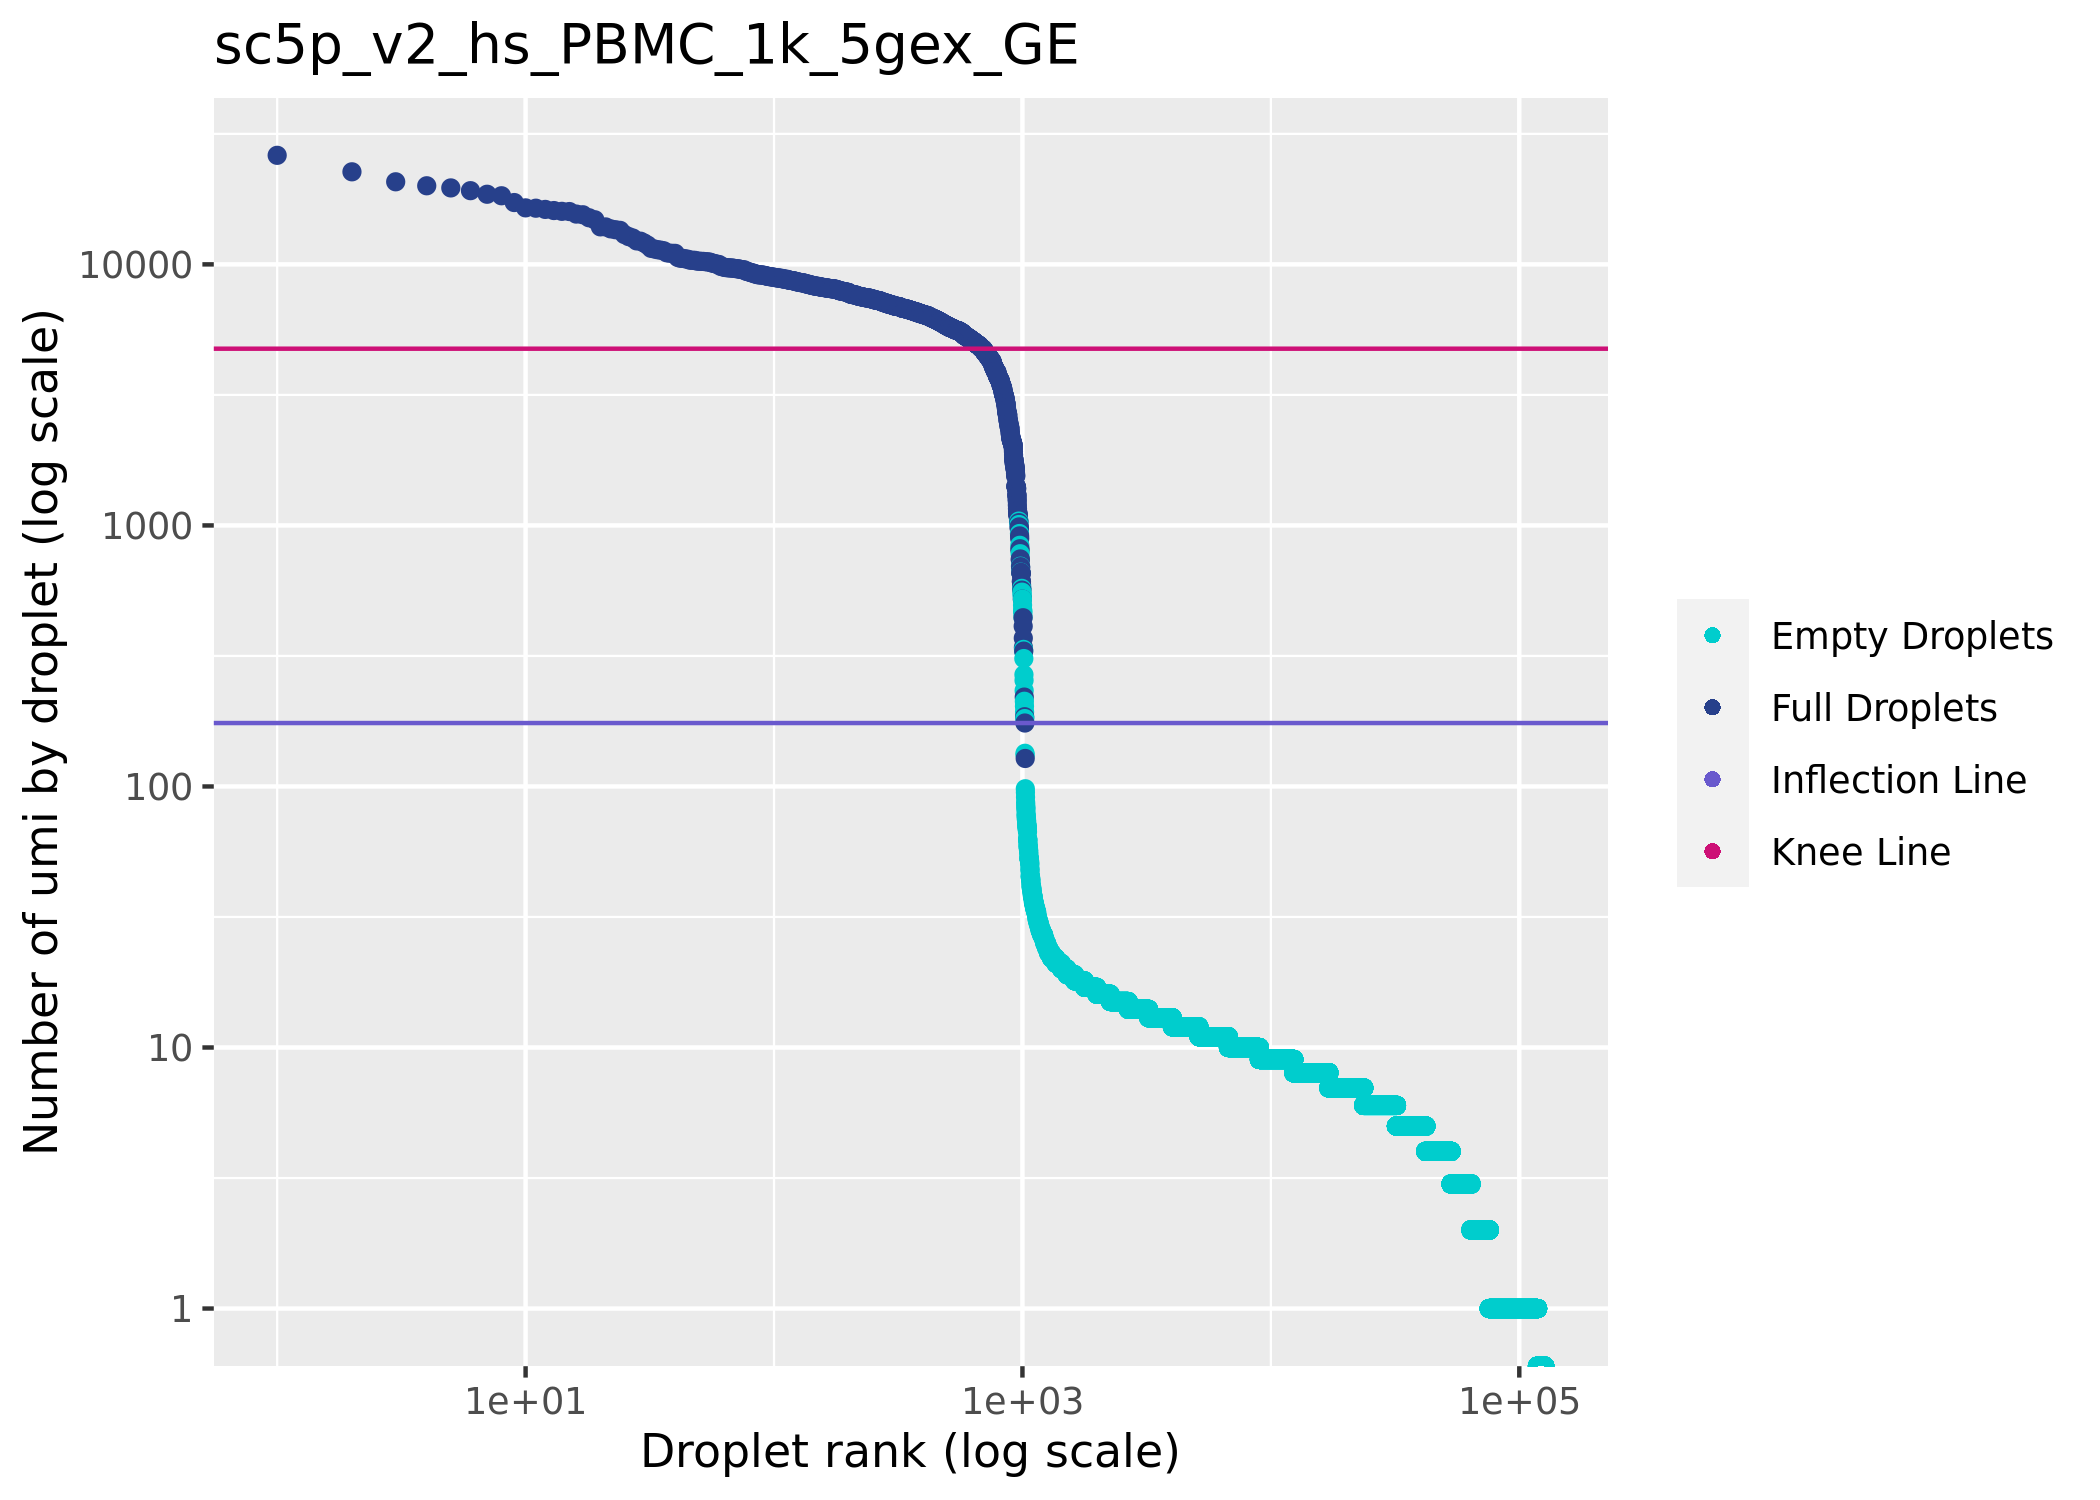 sc5p_v2_hs_PBMC_1k_5gex_GE
Number of umi by droplet (log scale)
10000
1000
100
10
1
1e+01
1e+03
1e+05
Droplet rank (log scale)
Empty Droplets
Full Droplets
Inflection Line
Knee Line